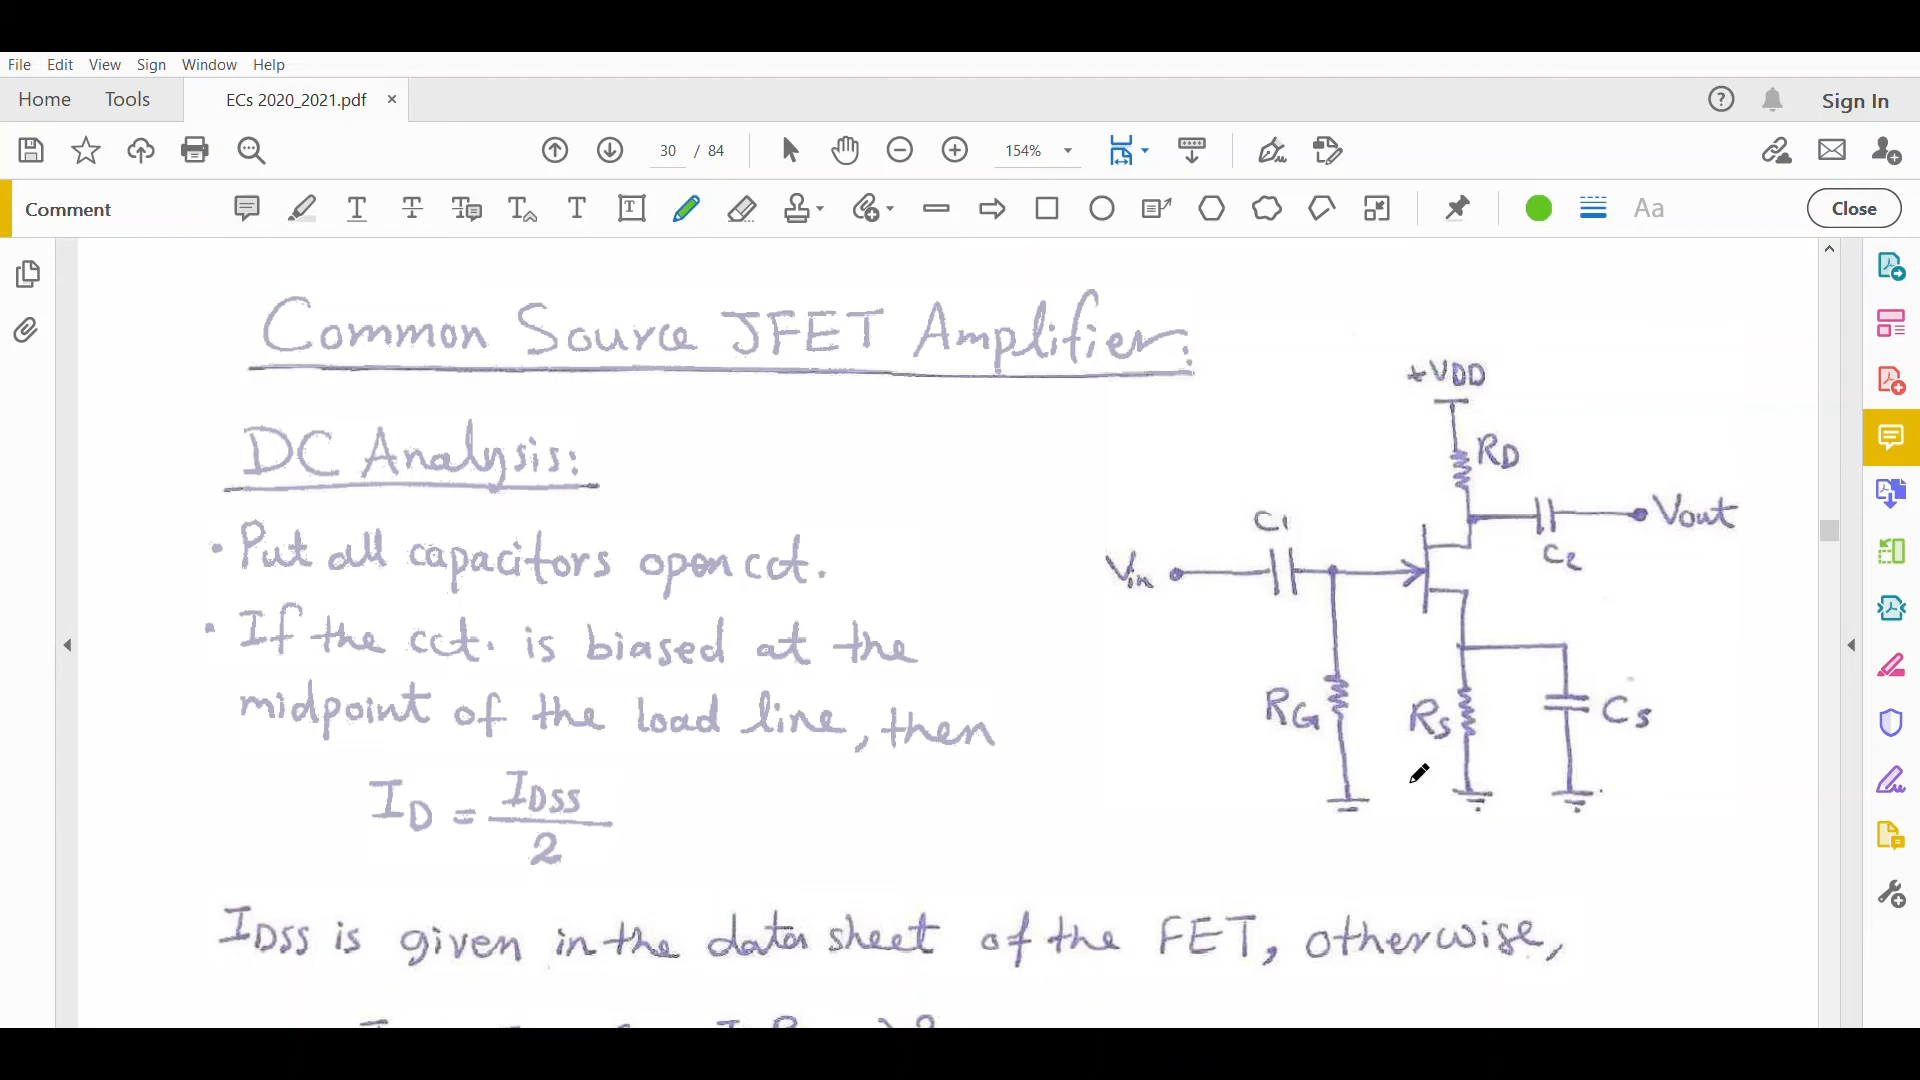 File Edit View Sign Window Help
Home Tools ECs 2020_2021.pdf × Sign In
30 / 84 154%
Comment Aa Close
Common Source JFET Amplifier:
DC Analysis:
• Put all capacitors open cct.
• If the cct. is biased at the
midpoint of the load line, then
ID = IDSS
2
IDSS is given in the data sheet of the FET, otherwise,
+VDD
RD
C1
Vout
C2
Vin
RG
RS
CS